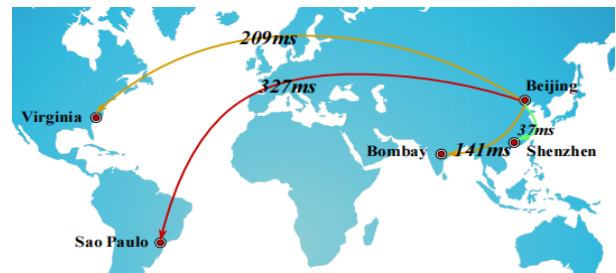 209ms
327ms
Beijing
Virginia
37ms
Bombay
141ms
Shenzhen
Sao Paulo